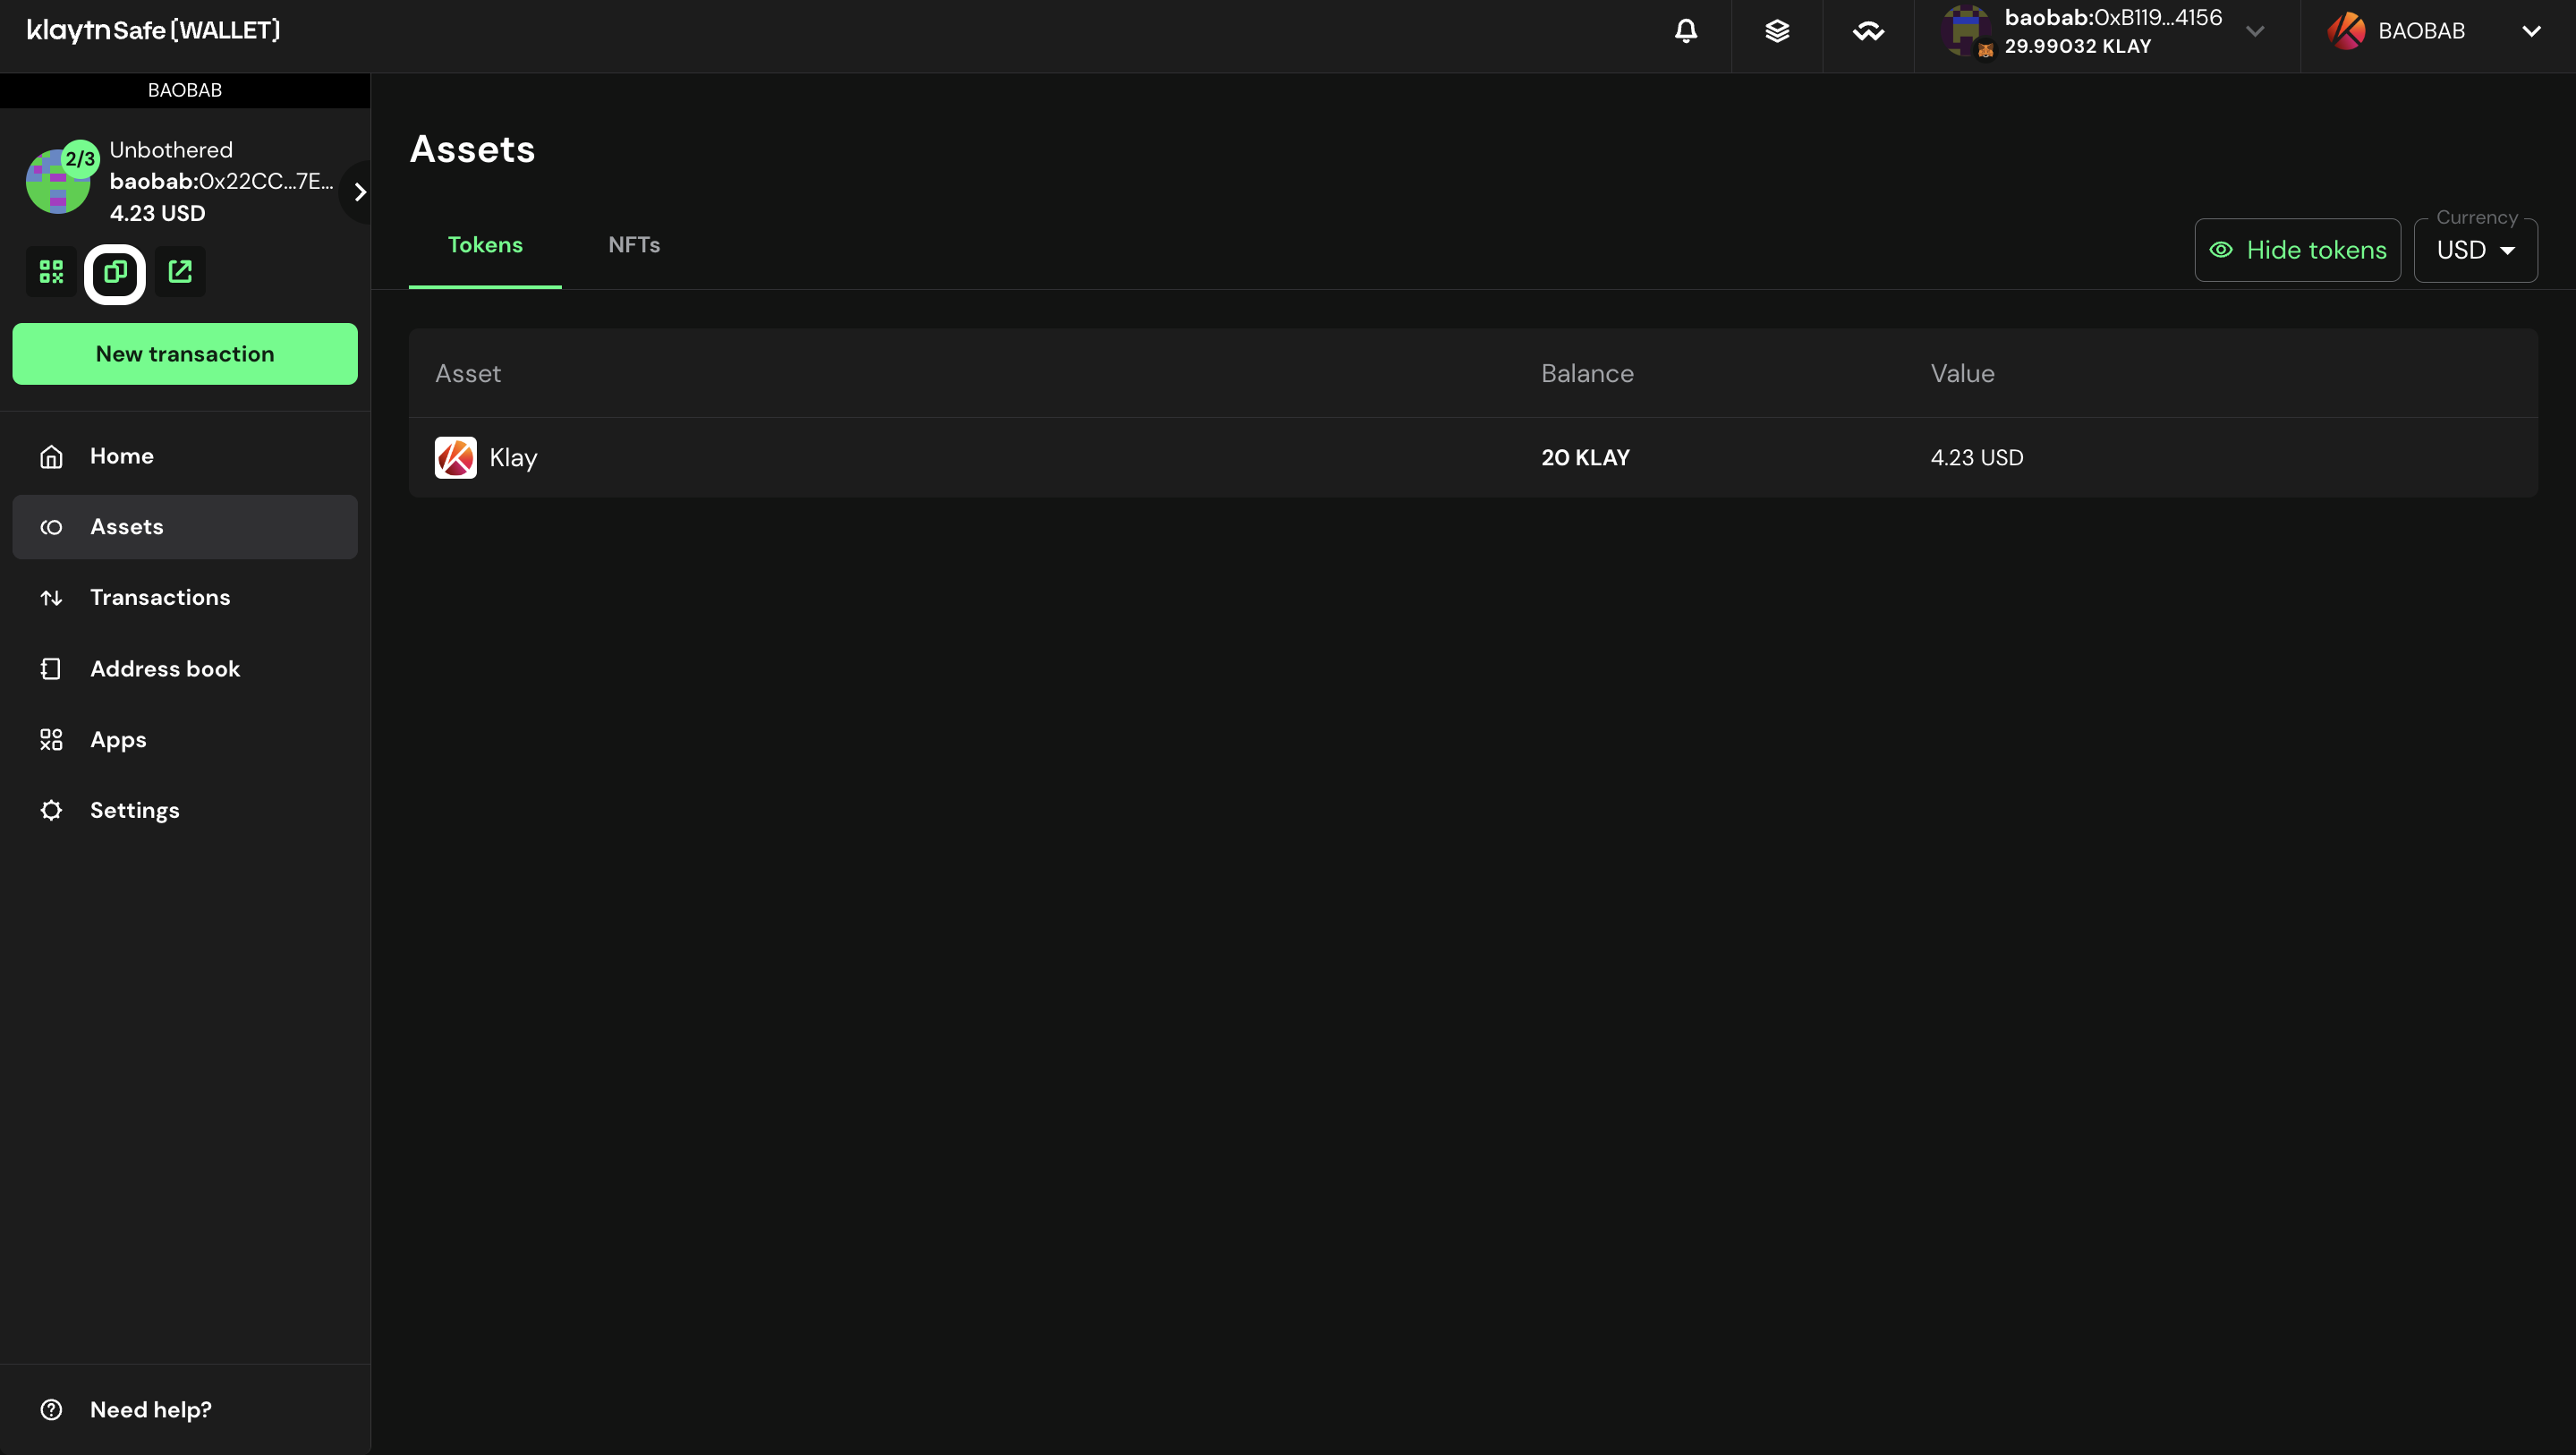 klaytn Safe [WALLET]
baobab:0xB119...4156
29.99032 KLAY
BAOBAB
BAOBAB
2/3
Unbothered
baobab:0x22CC...7E...
4.23 USD
New transaction
Home
Assets
Transactions
Address book
Apps
Settings
Need help?
Assets
Tokens
NFTs
Hide tokens
Currency
USD
Asset Balance Value
Klay 20 KLAY 4.23 USD